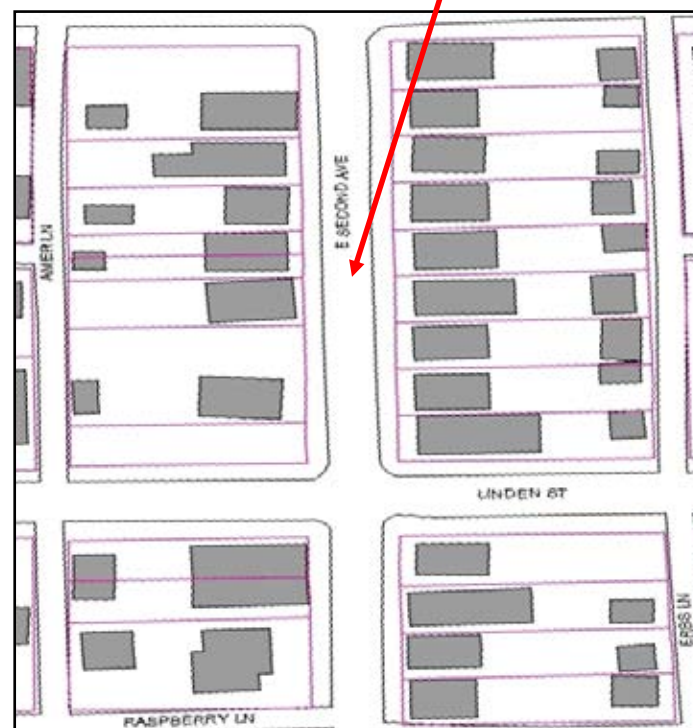 E SECOND AVE
AMER LN
LINDEN ST
ERBS LN
RASPBERRY LN